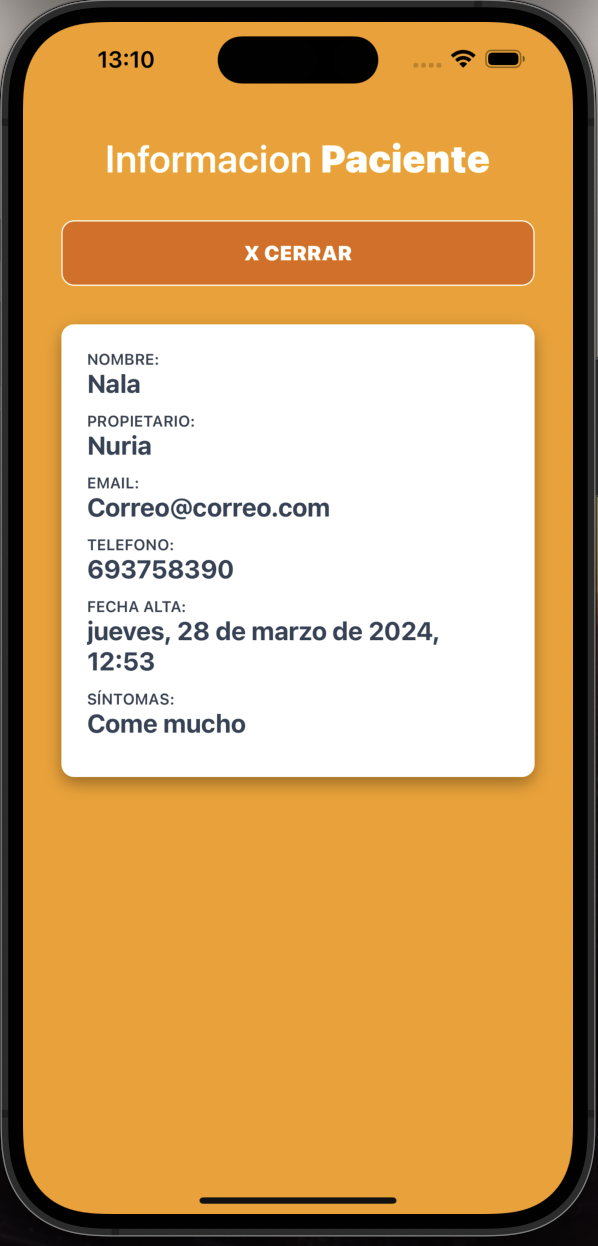 13:10
Informacion Paciente
X CERRAR
NOMBRE:
Nala
PROPIETARIO:
Nuria
EMAIL:
Correo@correo.com
TELEFONO:
693758390
FECHA ALTA:
jueves, 28 de marzo de 2024,
12:53
SÍNTOMAS:
Come mucho